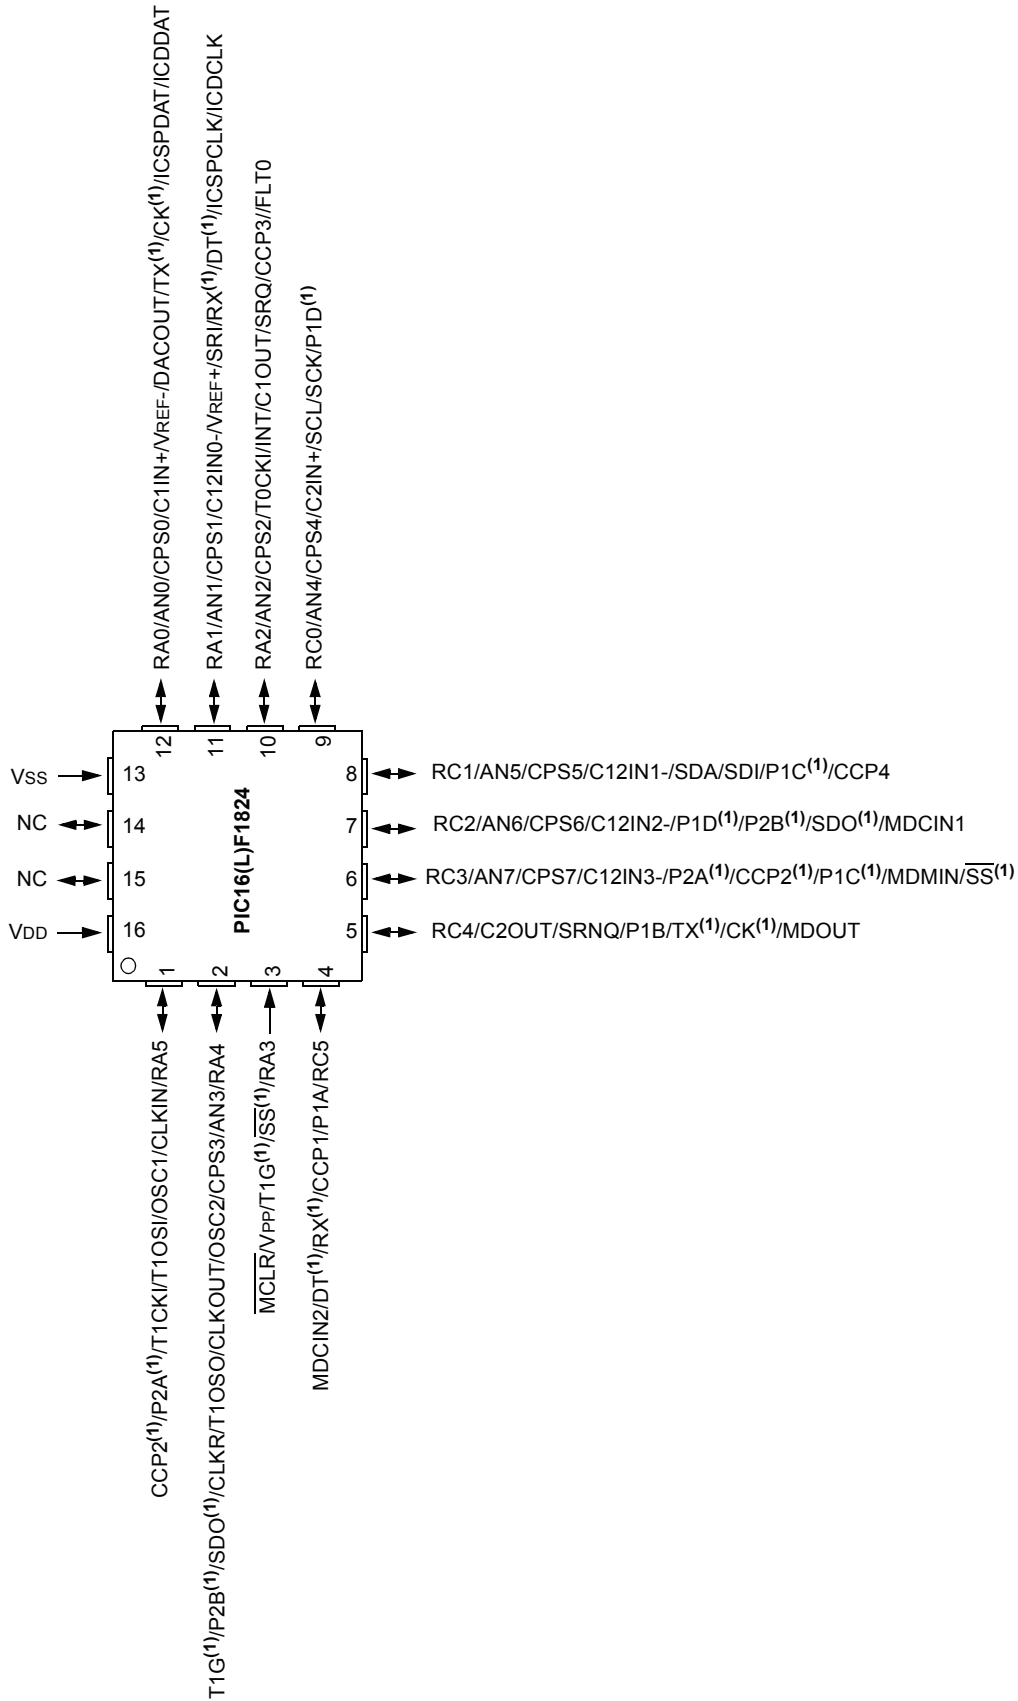 RA0/AN0/CPS0/C1IN+/VREF-/DACOUT/TX(1)/CK(1)/ICSPDAT/ICDDAT
RA1/AN1/CPS1/C12IN0-/VREF+/SRI/RX(1)/DT(1)/ICSPCLK/ICDCLK
RA2/AN2/CPS2/T0CKI/INT/C1OUT/SRQ/CCP3//FLT0
RC0/AN4/CPS4/C2IN+/SCL/SCK/P1D(1)
12
11
10
9
VSS
13
NC
14
NC
15
VDD
16
PIC16(L)F1824
8
RC1/AN5/CPS5/C12IN1-/SDA/SDI/P1C(1)/CCP4
7
RC2/AN6/CPS6/C12IN2-/P1D(1)/P2B(1)/SDO(1)/MDCIN1
6
RC3/AN7/CPS7/C12IN3-/P2A(1)/CCP2(1)/P1C(1)/MDMIN/SS(1)
5
RC4/C2OUT/SRNQ/P1B/TX(1)/CK(1)/MDOUT
1
2
3
4
CCP2(1)/P2A(1)/T1CKI/T1OSI/OSC1/CLKIN/RA5
T1G(1)/P2B(1)/SDO(1)/CLKR/T1OSO/CLKOUT/OSC2/CPS3/AN3/RA4
MCLR/VPP/T1G(1)/SS(1)/RA3
MDCIN2/DT(1)/RX(1)/CCP1/P1A/RC5